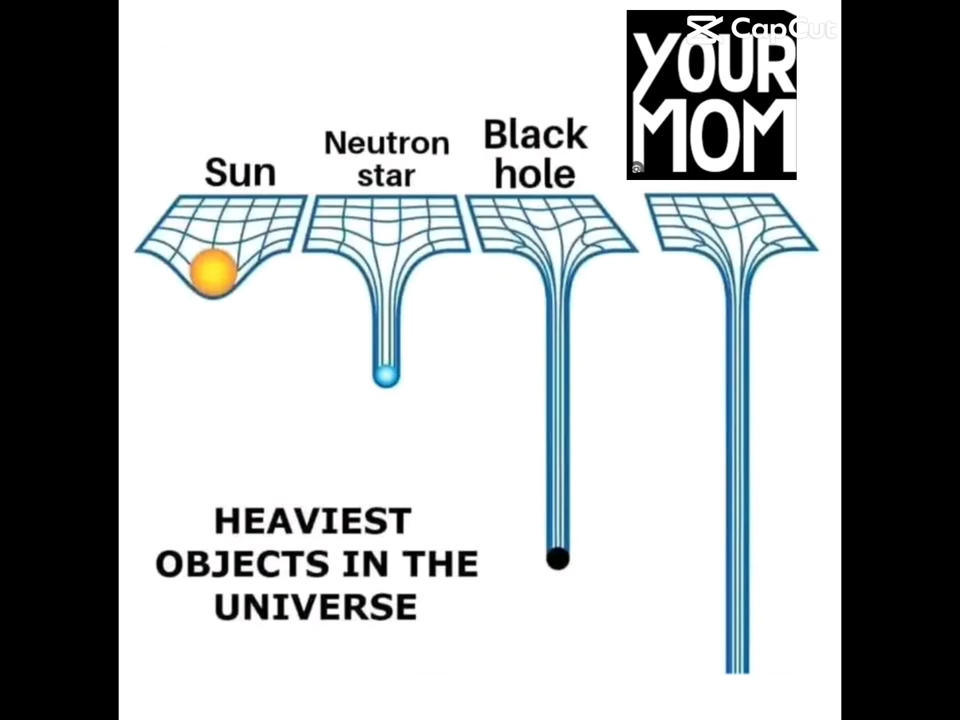 CapCut
YOUR
MOM
Sun
Neutron
star
Black
hole
HEAVIEST
OBJECTS IN THE
UNIVERSE